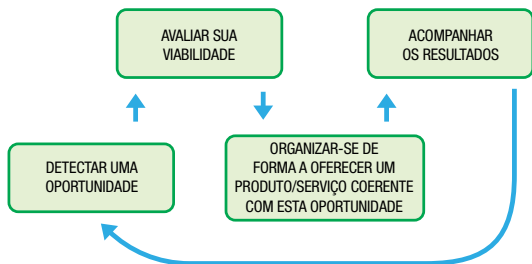 AVALIAR SUA
VIABILIDADE
ACOMPANHAR
OS RESULTADOS
DETECTAR UMA
OPORTUNIDADE
ORGANIZAR-SE DE
FORMA A OFERECER UM
PRODUTO/SERVIÇO COERENTE
COM ESTA OPORTUNIDADE